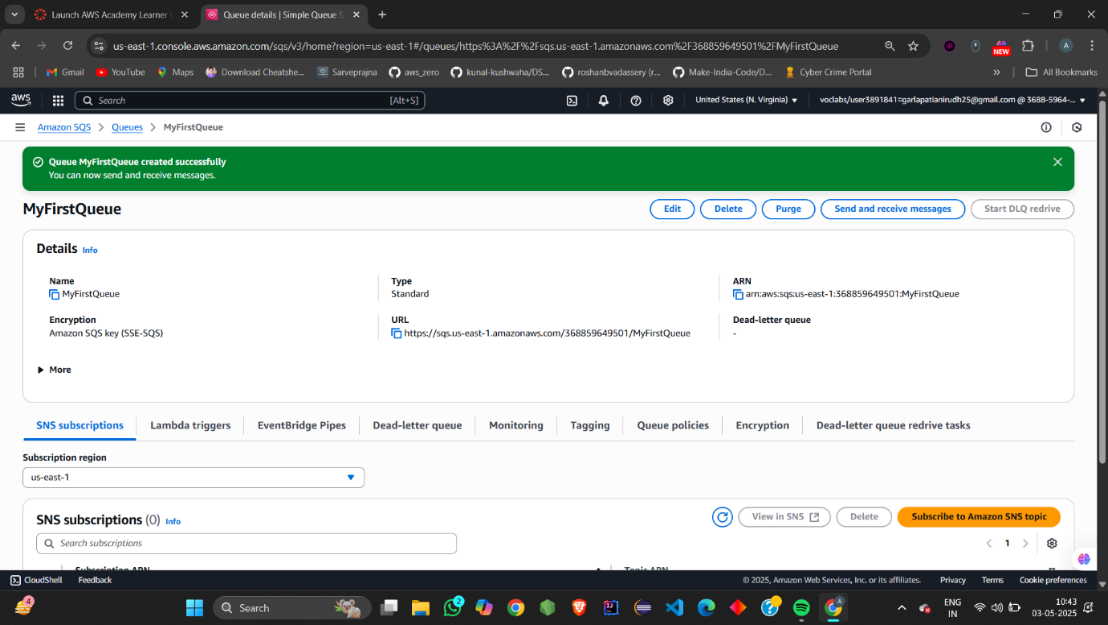 Launch AWS Academy Learner
Queue details | Simple Queue S
us-east-1.console.aws.amazon.com/sqs/v3/home?region=us-east-1#/queues/https%3A%2F%2Fsqs.us-east-1.amazonaws.com%2F368859649501%2FMyFirstQueue
NEW
A
Gmail
YouTube
Maps
Download Cheatshe...
Sarveprajna
aws_zero
kunal-kushwaha/DS...
roshanbvadassery (r...
Make-India-Code/D...
Cyber Crime Portal
»
All Bookmarks
aws
Search
[Alt+S]
United States (N. Virginia)
voclabs/user3891841=garlapatianirudh25@gmail.com @ 3688-5964-...
Amazon SQS > Queues > MyFirstQueue
Queue MyFirstQueue created successfully
You can now send and receive messages.
MyFirstQueue
Edit
Delete
Purge
Send and receive messages
Start DLQ redrive
Details Info
Name
MyFirstQueue
Type
Standard
ARN
arn:aws:sqs:us-east-1:368859649501:MyFirstQueue
Encryption
Amazon SQS key (SSE-SQS)
URL
https://sqs.us-east-1.amazonaws.com/368859649501/MyFirstQueue
Dead-letter queue
-
More
SNS subscriptions
Lambda triggers
EventBridge Pipes
Dead-letter queue
Monitoring
Tagging
Queue policies
Encryption
Dead-letter queue redrive tasks
Subscription region
us-east-1
SNS subscriptions (0) Info
View in SNS
Delete
Subscribe to Amazon SNS topic
Search subscriptions
1
Subscription ARN
Topic ARN
CloudShell
Feedback
© 2025, Amazon Web Services, Inc. or its affiliates.
Privacy
Terms
Cookie preferences
4
Search
2
ENG
IN
10:43
03-05-2025